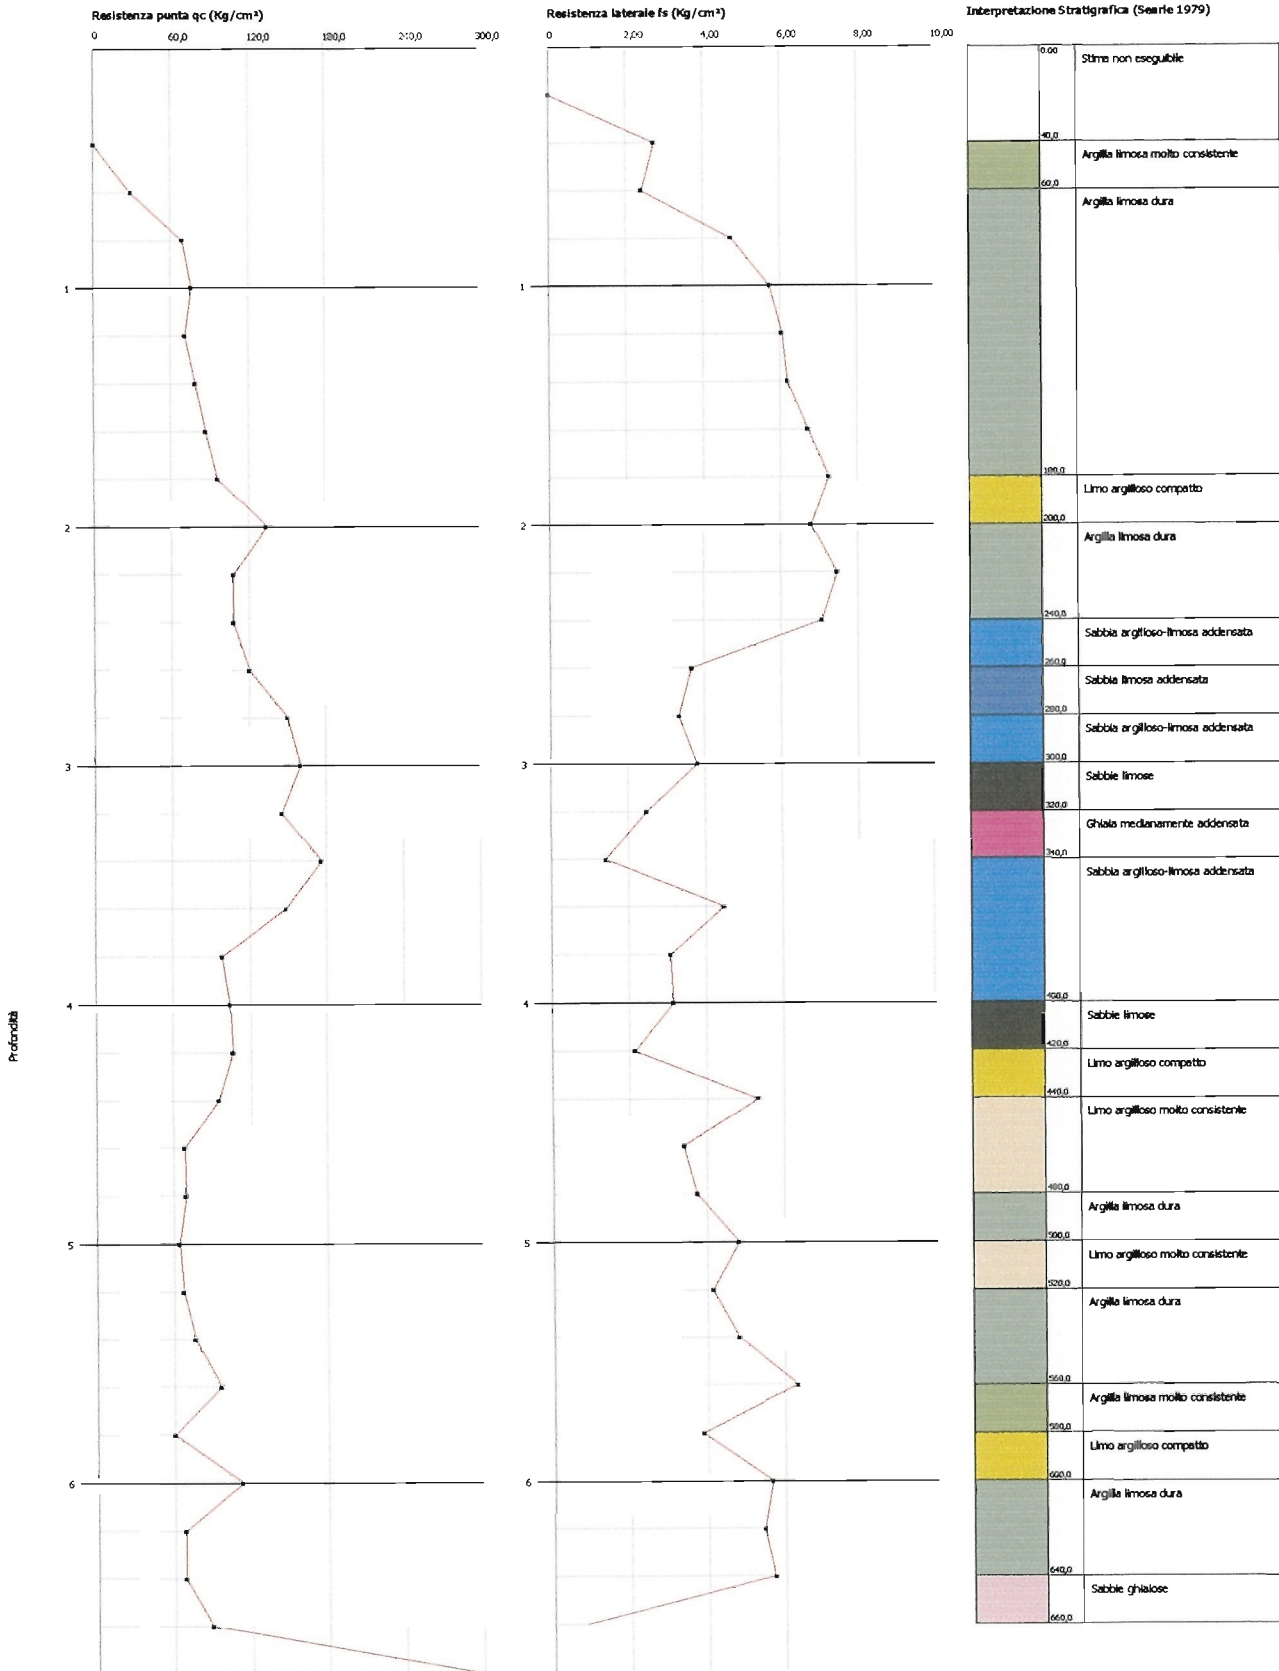 Resistenza punta qc (Kg/cm²)
0 60,0 120,0 180,0 240,0 300,0
1
2
3
4
5
6
Profondità
Resistenza laterale fs (Kg/cm²)
0 2,00 4,00 6,00 8,00 10,00
1
2
3
4
5
6
Interpretazione Stratigrafica (Searle 1979)
0.00 Stima non eseguibile
40,0 Argilla limosa molto consistente
60,0 Argilla limosa dura
180,0 Limo argilloso compatto
200,0 Argilla limosa dura
240,0 Sabbia argilloso-limosa addensata
260,0 Sabbia limosa addensata
280,0 Sabbia argilloso-limosa addensata
300,0 Sabbie limose
320,0 Ghiaia medianamente addensata
340,0 Sabbia argilloso-limosa addensata
400,0 Sabbie limose
420,0 Limo argilloso compatto
440,0 Limo argilloso molto consistente
480,0 Argilla limosa dura
500,0 Limo argilloso molto consistente
520,0 Argilla limosa dura
560,0 Argilla limosa molto consistente
580,0 Limo argilloso compatto
600,0 Argilla limosa dura
640,0 Sabbie ghiaiose
660,0